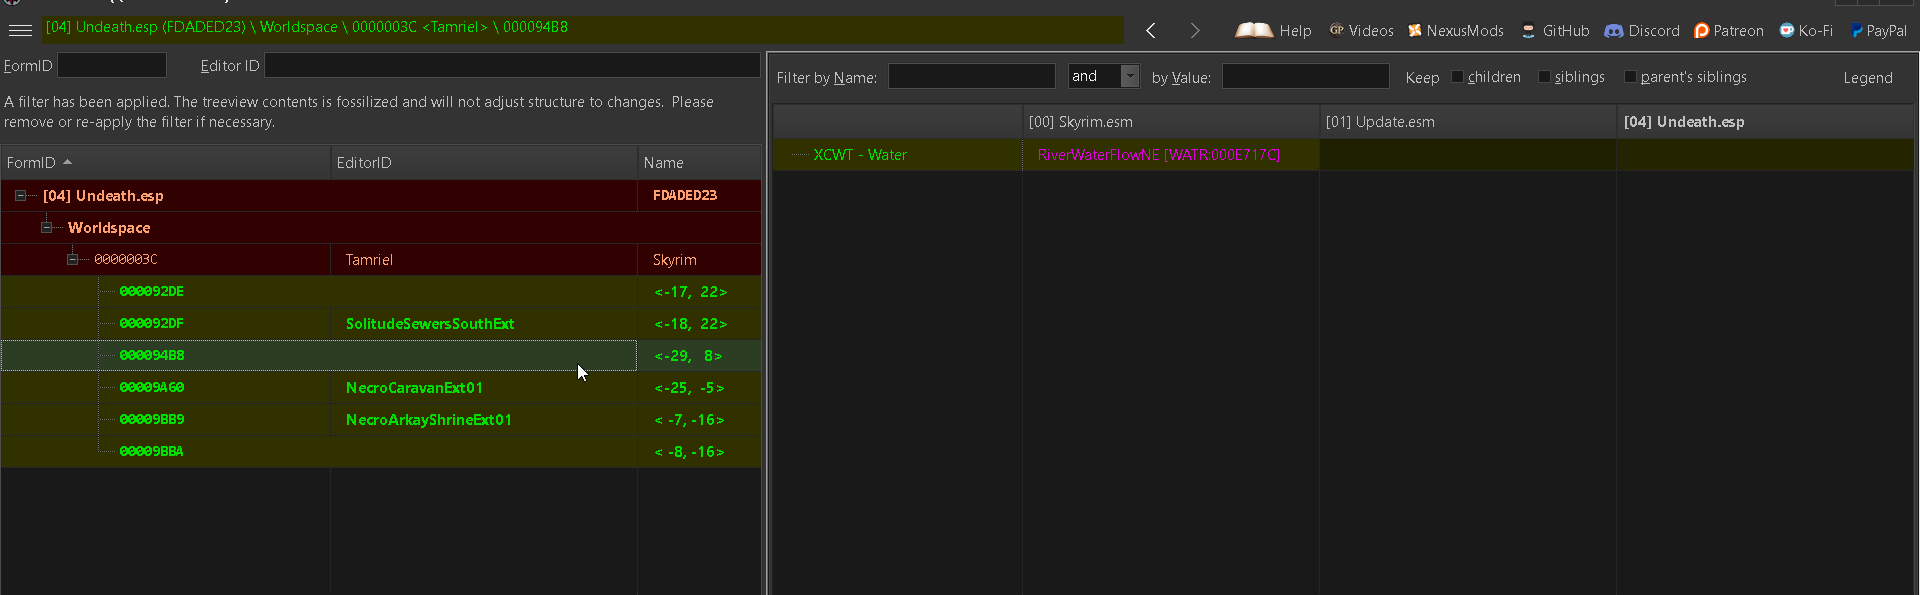 [04] Undeath.esp (FDADED23) \ Worldspace \ 0000003C <Tamriel> \ 000094B8
Help Videos NexusMods GitHub Discord Patreon Ko-Fi PayPal
FormID Editor ID
A filter has been applied. The treeview contents is fossilized and will not adjust structure to changes. Please
remove or re-apply the filter if necessary.
FormID EditorID Name
[04] Undeath.esp FDADED23
Worldspace
0000003C Tamriel Skyrim
000092DE <-17, 22>
000092DF SolitudeSewersSouthExt <-18, 22>
000094B8 <-29, 8>
00009A60 NecroCaravanExt01 <-25, -5>
00009BB9 NecroArkayShrineExt01 < -7, -16>
00009BBA < -8, -16>
Filter by Name: and by Value: Keep children siblings parent's siblings Legend
[00] Skyrim.esm [01] Update.esm [04] Undeath.esp
XCWT - Water RiverWaterFlowNE [WATR:000E717C]